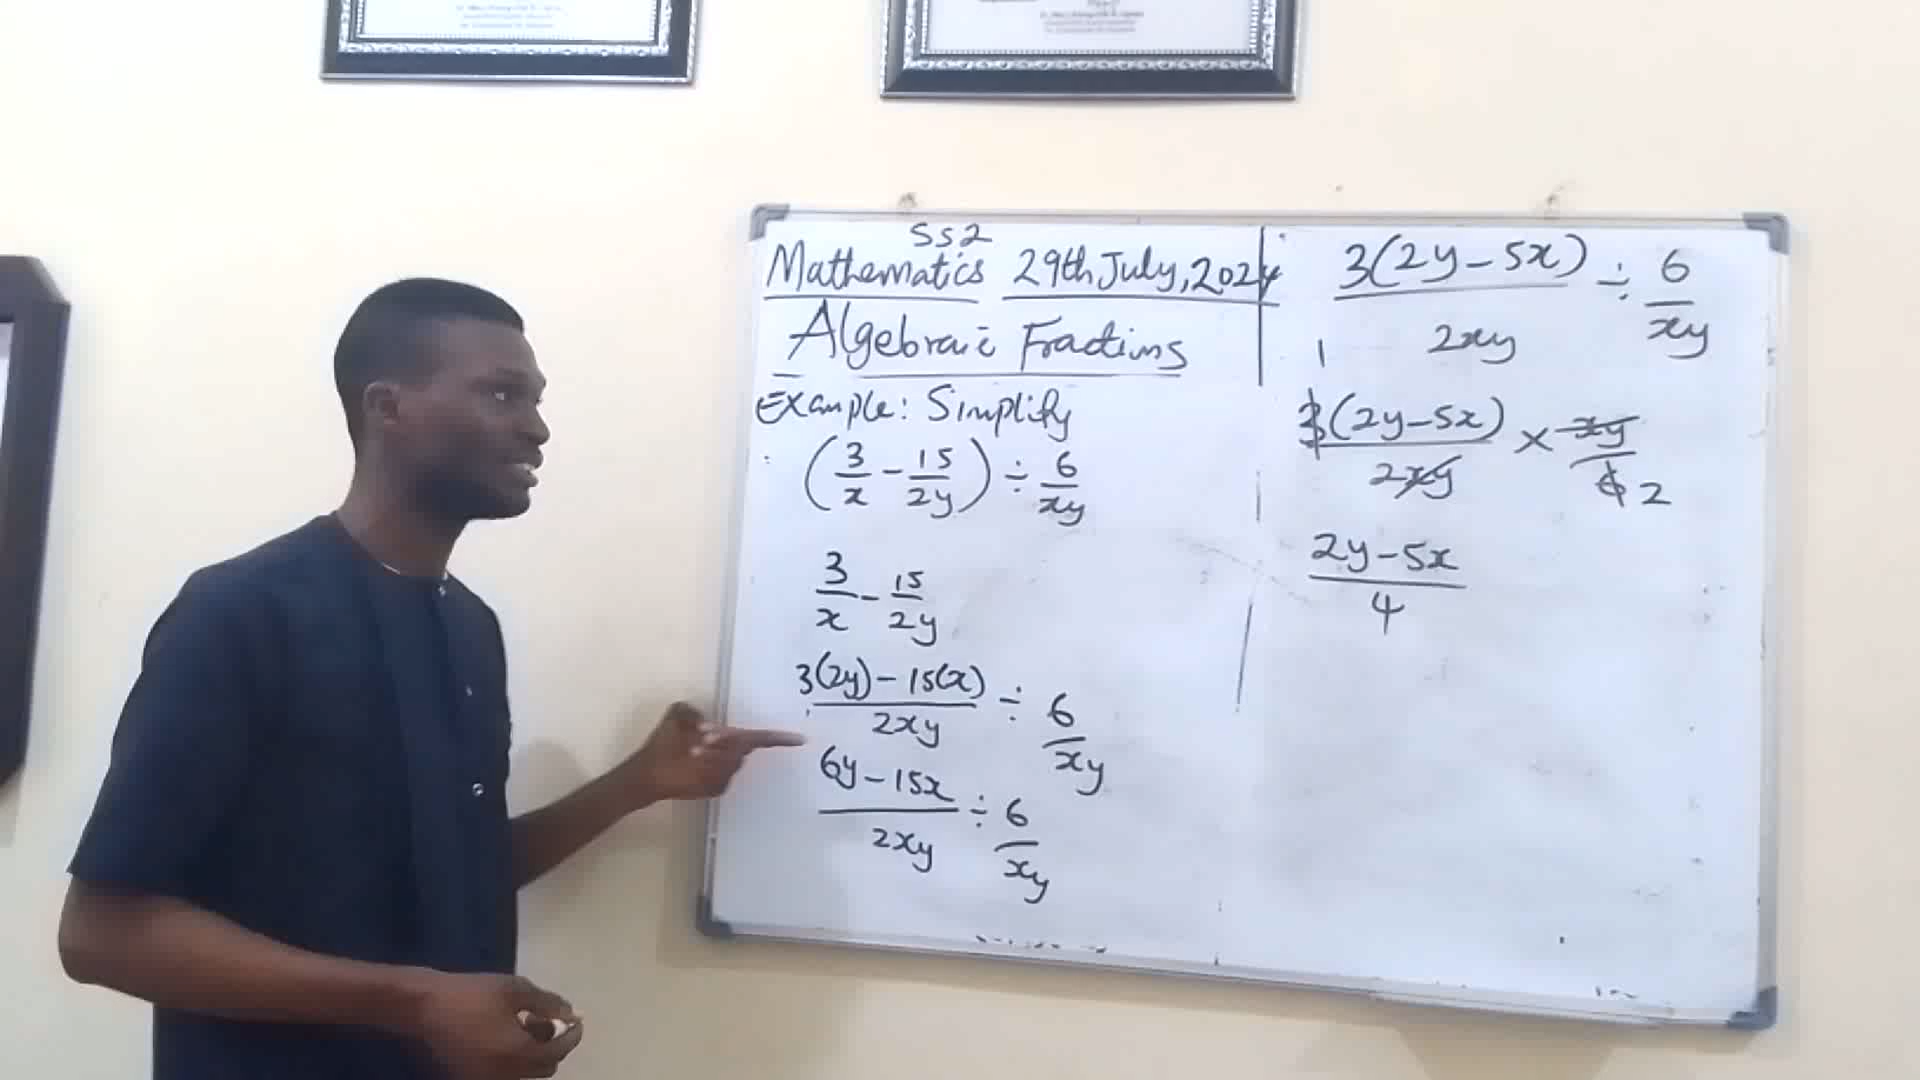 SS2
Mathematics 29th July, 2024
Algebraic Fractions
Example: Simplify
(3/x - 15/2y) ÷ 6/xy
3/x - 15/2y
3(2y) - 15(x)/2xy ÷ 6/xy
6y - 15x/2xy ÷ 6/xy
3(2y - 5x)/2xy ÷ 6/xy
1
3(2y - 5x)/2xy × xy/6 2
2y - 5x/4